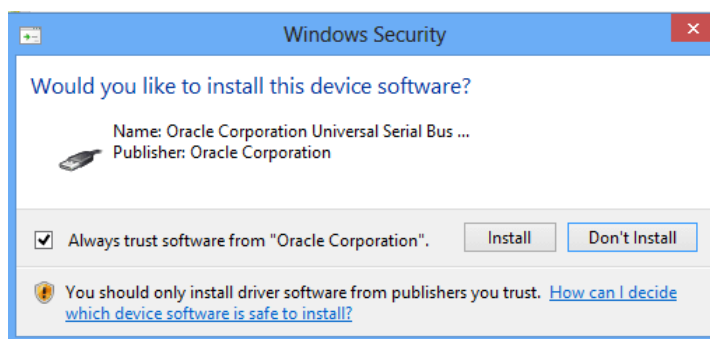 Windows Security
Would you like to install this device software?
Name: Oracle Corporation Universal Serial Bus ...
Publisher: Oracle Corporation
Always trust software from "Oracle Corporation".
Install
Don't Install
You should only install driver software from publishers you trust. How can I decide
which device software is safe to install?